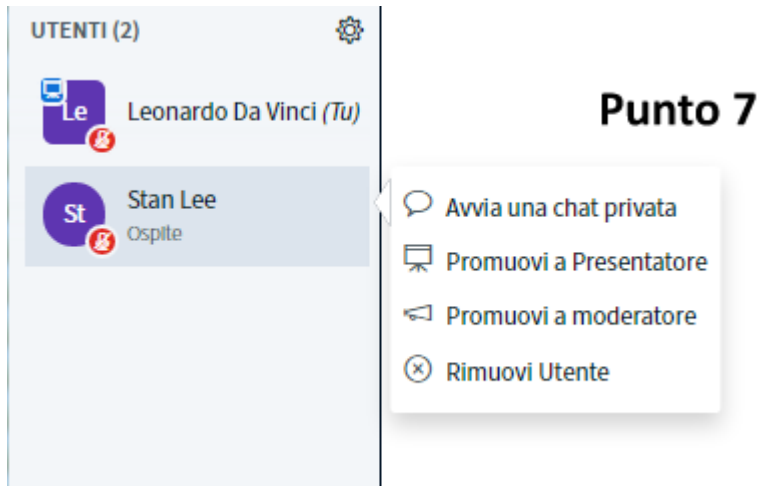 UTENTI (2)
Le
Leonardo Da Vinci (Tu)
Punto 7
St
Stan Lee
Ospite
Avvia una chat privata
Promuovi a Presentatore
Promuovi a moderatore
Rimuovi Utente